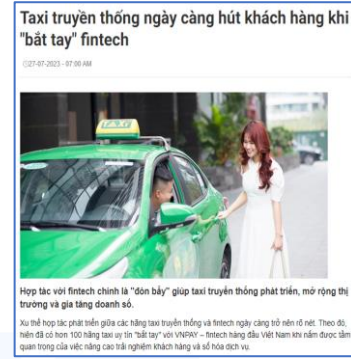 Taxi truyền thống ngày càng hút khách hàng khi
"bắt tay" fintech
27-07-2023 - 07:00 AM
TAXI
Hợp tác với fintech chính là "đòn bẩy" giúp taxi truyền thống phát triển, mở rộng thị
trường và gia tăng doanh số.
Xu thế hợp tác phát triển giữa các hãng taxi truyền thống và fintech ngày càng trở nên rõ nét. Theo đó,
hiện đã có hơn 100 hãng taxi uy tín "bắt tay" với VNPAY – fintech hàng đầu Việt Nam khi nắm được tầm
quan trọng của việc nâng cao trải nghiệm khách hàng và số hóa dịch vụ.